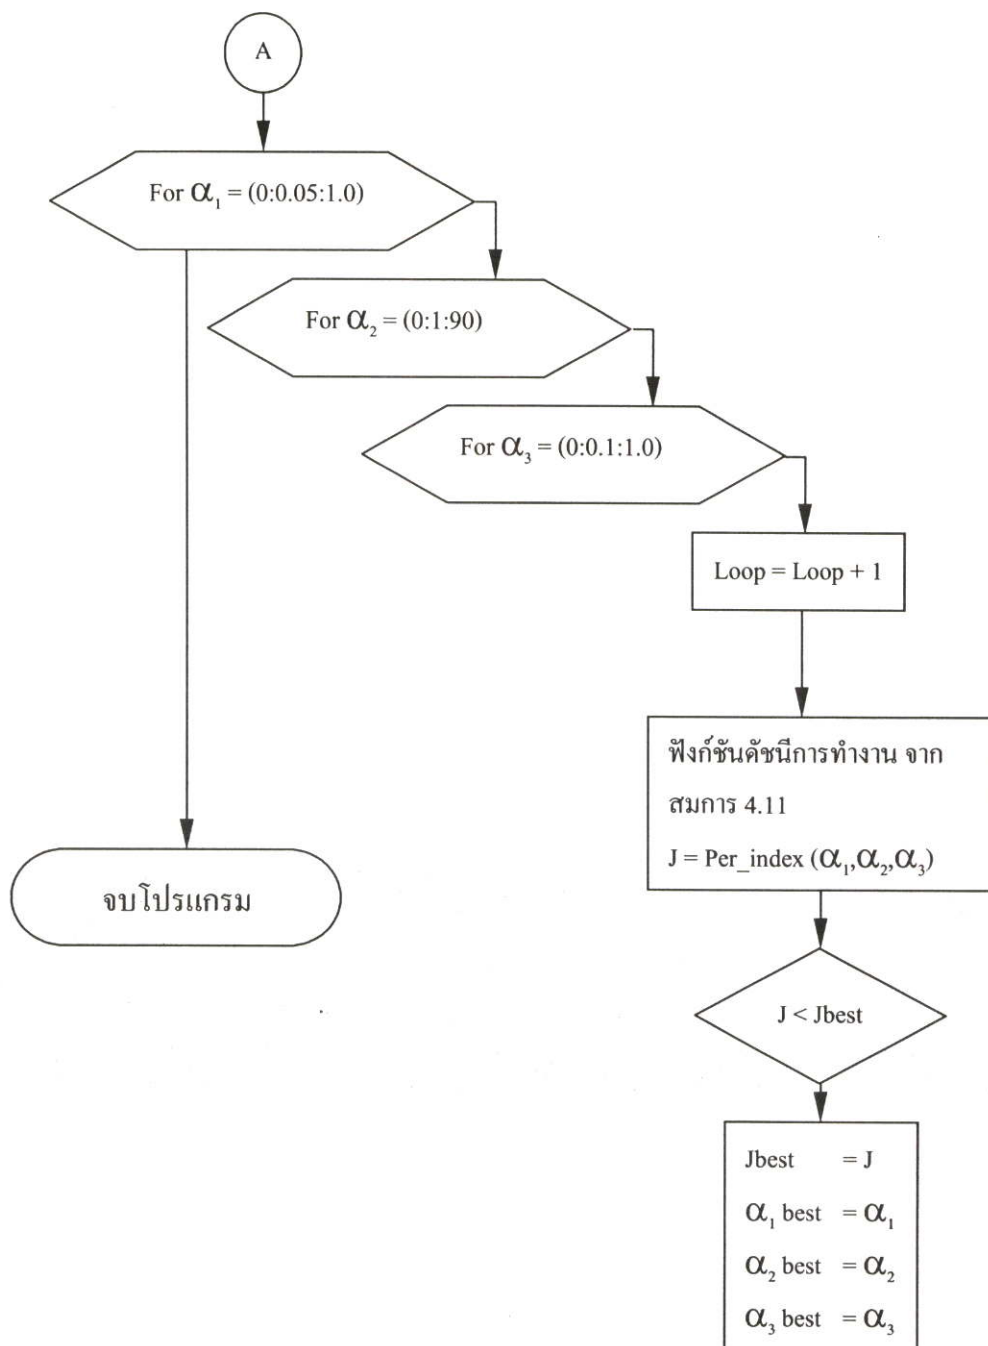 A
For α₁ = (0:0.05:1.0)
For α₂ = (0:1:90)
For α₃ = (0:0.1:1.0)
Loop = Loop + 1
ฟังก์ชันดัชนีการทำงาน จาก
สมการ 4.11
J = Per_index (α₁,α₂,α₃)
จบโปรแกรม
J < Jbest
Jbest = J
α₁ best = α₁
α₂ best = α₂
α₃ best = α₃